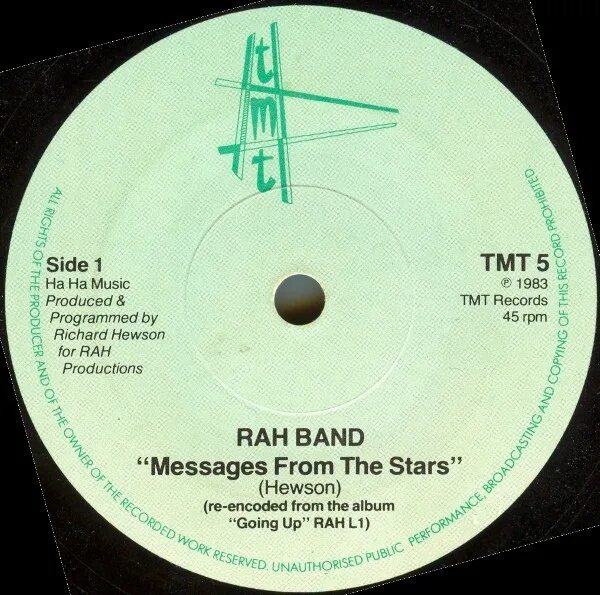 tmt
Side 1
Ha Ha Music
Produced &
Programmed by
Richard Hewson
for RAH
Productions
TMT 5
℗ 1983
TMT Records
45 rpm
RAH BAND
“Messages From The Stars”
(Hewson)
(re-encoded from the album
“Going Up” RAH L1)
ALL RIGHTS OF THE PRODUCER AND OF THE OWNER OF THE RECORDED WORK RESERVED. UNAUTHORISED PUBLIC PERFORMANCE, BROADCASTING AND COPYING OF THIS RECORD PROHIBITED